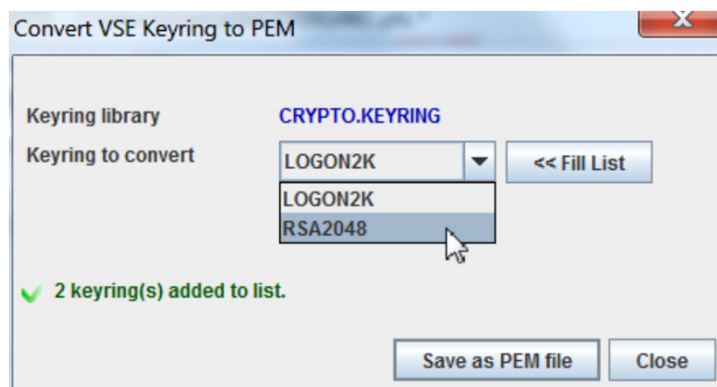 Convert VSE Keyring to PEM
Keyring library CRYPTO.KEYRING
Keyring to convert LOGON2K << Fill List
LOGON2K
RSA2048
2 keyring(s) added to list.
Save as PEM file Close